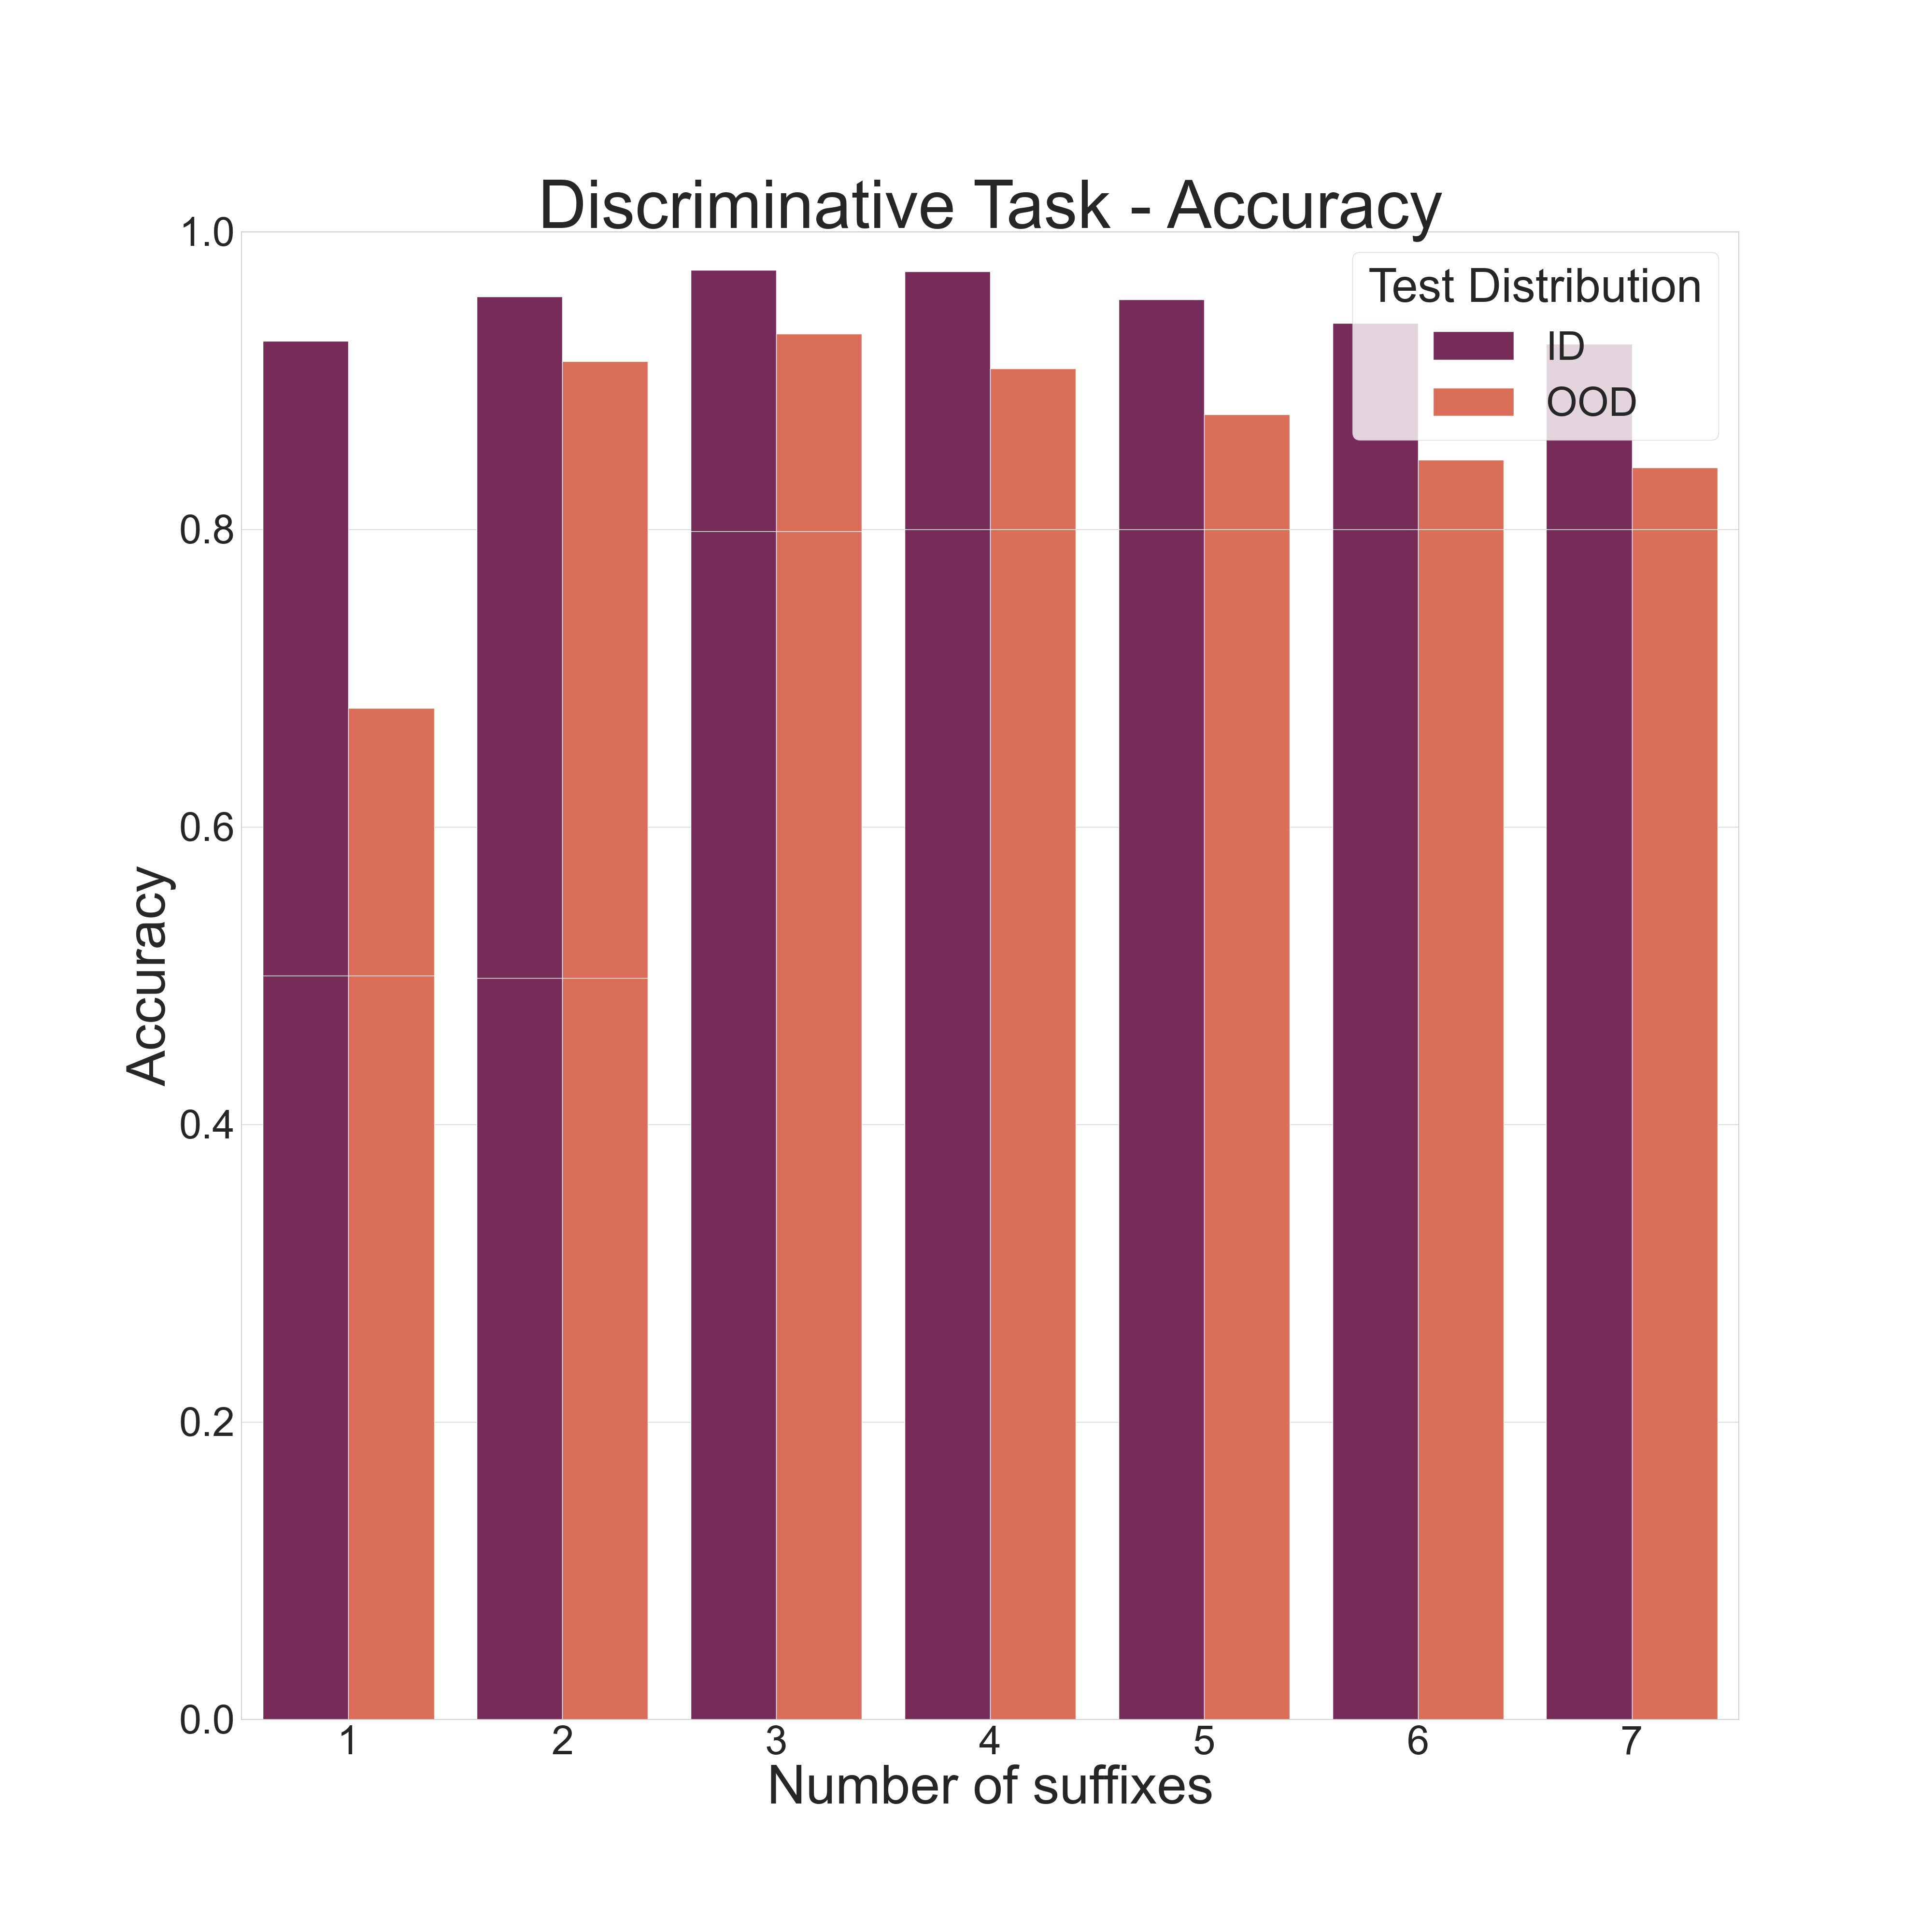 Discriminative Task - Accuracy
1.0
0.8
0.6
0.4
0.2
0.0
Accuracy
Test Distribution
ID
OOD
1 2 3 4 5 6 7
Number of suffixes